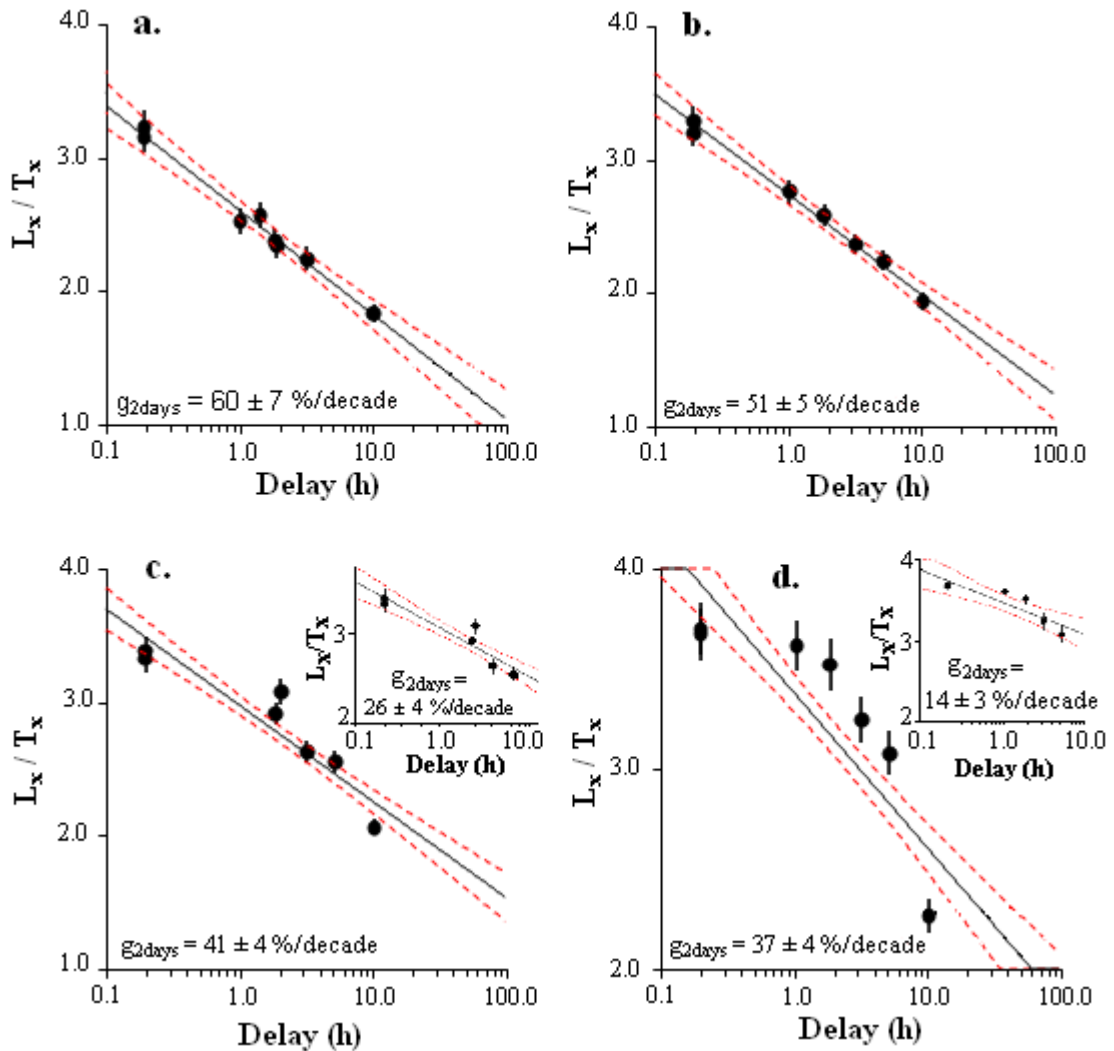 a.
4.0
3.0
2.0
1.0
Lx / Tx
g2days = 60 ± 7 %/decade
0.1 1.0 10.0 100.0
Delay (h)
b.
4.0
3.0
2.0
1.0
Lx / Tx
g2days = 51 ± 5 %/decade
0.1 1.0 10.0 100.0
Delay (h)
c.
4.0
3.0
2.0
1.0
Lx / Tx
g2days = 41 ± 4 %/decade
0.1 1.0 10.0 100.0
Delay (h)
3
2
Lx/Tx
g2days =
26 ± 4 %/decade
0.1 1.0 10.0
Delay (h)
d.
4.0
3.0
2.0
Lx / Tx
g2days = 37 ± 4 %/decade
0.1 1.0 10.0 100.0
Delay (h)
4
3
2
Lx/Tx
g2days =
14 ± 3 %/decade
0.1 1.0 10.0
Delay (h)